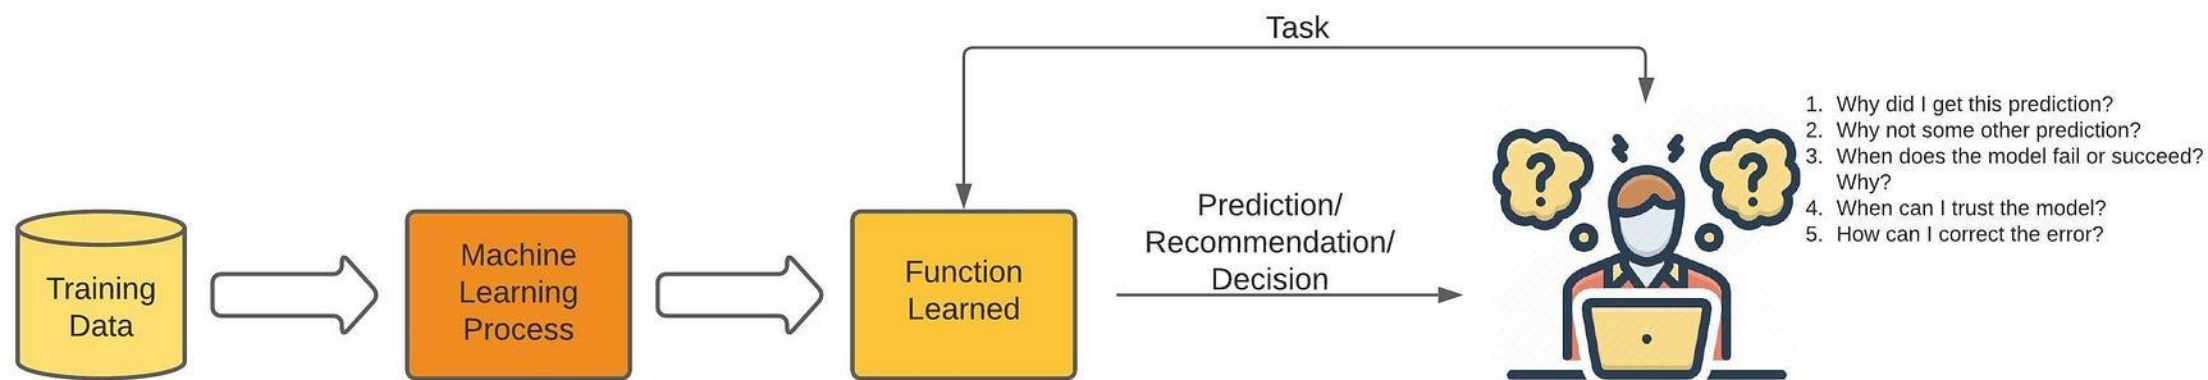 Task
Training
Data
Machine
Learning
Process
Function
Learned
Prediction/
Recommendation/
Decision
?
?
1. Why did I get this prediction?
2. Why not some other prediction?
3. When does the model fail or succeed?
Why?
4. When can I trust the model?
5. How can I correct the error?